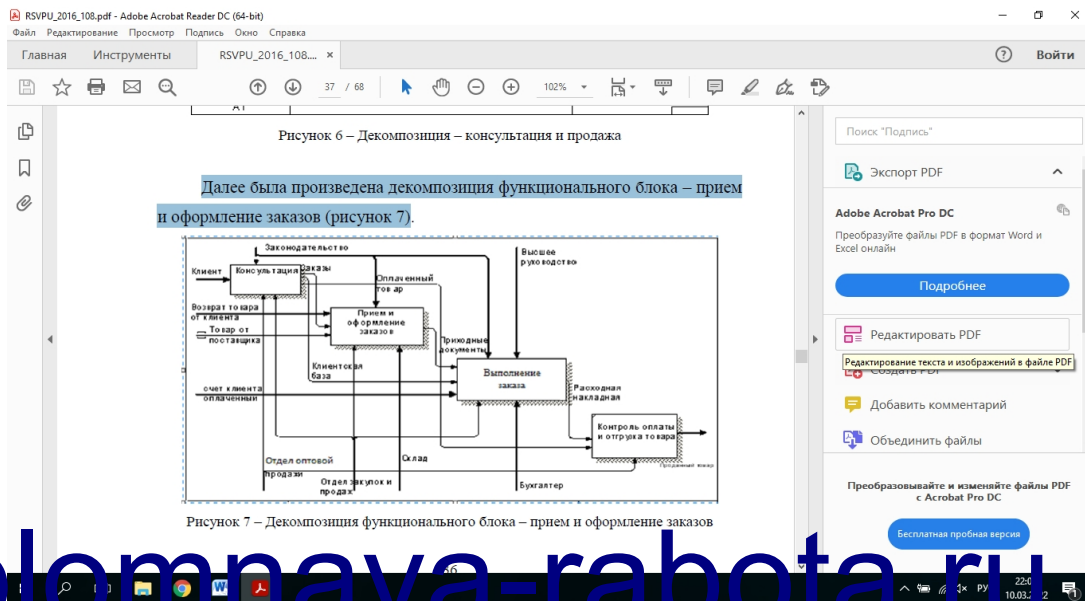 RSVPU_2016_108.pdf - Adobe Acrobat Reader DC (64-bit)
Файл Редактирование Просмотр Подпись Окно Справка
Главная Инструменты RSVPU_2016_108.... × Войти
37 / 68 102%
А1
Рисунок 6 – Декомпозиция – консультация и продажа
Далее была произведена декомпозиция функционального блока – прием
и оформление заказов (рисунок 7).
Законодательство
Высшее
руководство
Клиент
Консультация
Заказы
Оплаченный
товар
Возврат товара
от клиента
Товар от
поставщика
Прием и
оформление
заказов
Приходные
документы
Клиентская
база
Выполнение
заказа
счет клиента
оплаченный
Расходная
накладная
Контроль оплаты
и отгрузка товара
Проданный товар
Отдел оптовой
продажи
Склад
Отдел закупок и
продаж
Бухгалтер
Рисунок 7 – Декомпозиция функционального блока – прием и оформление заказов
Поиск "Подпись"
Экспорт PDF
Adobe Acrobat Pro DC
Преобразуйте файлы PDF в формат Word и
Excel онлайн
Подробнее
Редактировать PDF
Редактирование текста и изображений в файле PDF
Создать PDF
Добавить комментарий
Объединить файлы
Преобразовывайте и изменяйте файлы PDF
с Acrobat Pro DC
Бесплатная пробная версия
lomnaya-rabota.ru
РУ